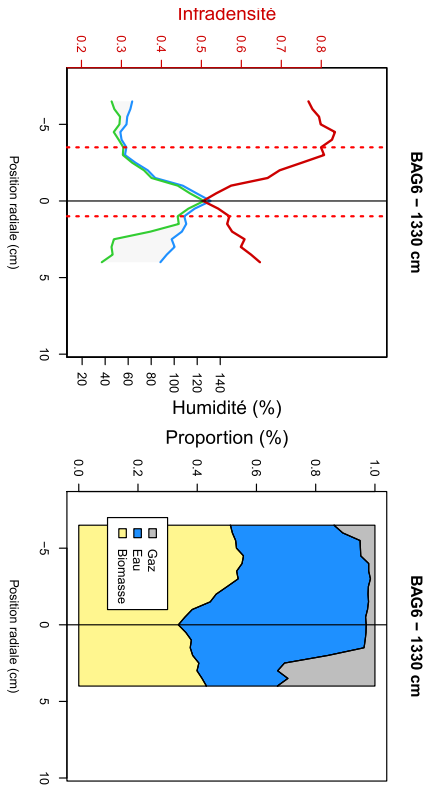 Intradensité
0.2 0.3 0.4 0.5 0.6 0.7 0.8
BAG6 − 1330 cm
−5 0 5 10
Position radiale (cm)
20 40 60 80 100 120 140
Humidité (%)
Proportion (%)
0.0 0.2 0.4 0.6 0.8 1.0
BAG6 − 1330 cm
Gaz
Eau
Biomasse
−5 0 5 10
Position radiale (cm)